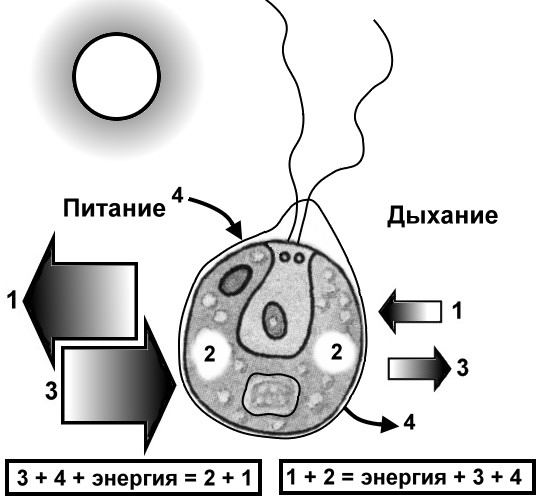 Питание 4
Дыхание
1
1
2
2
3
3
4
3 + 4 + энергия = 2 + 1
1 + 2 = энергия + 3 + 4